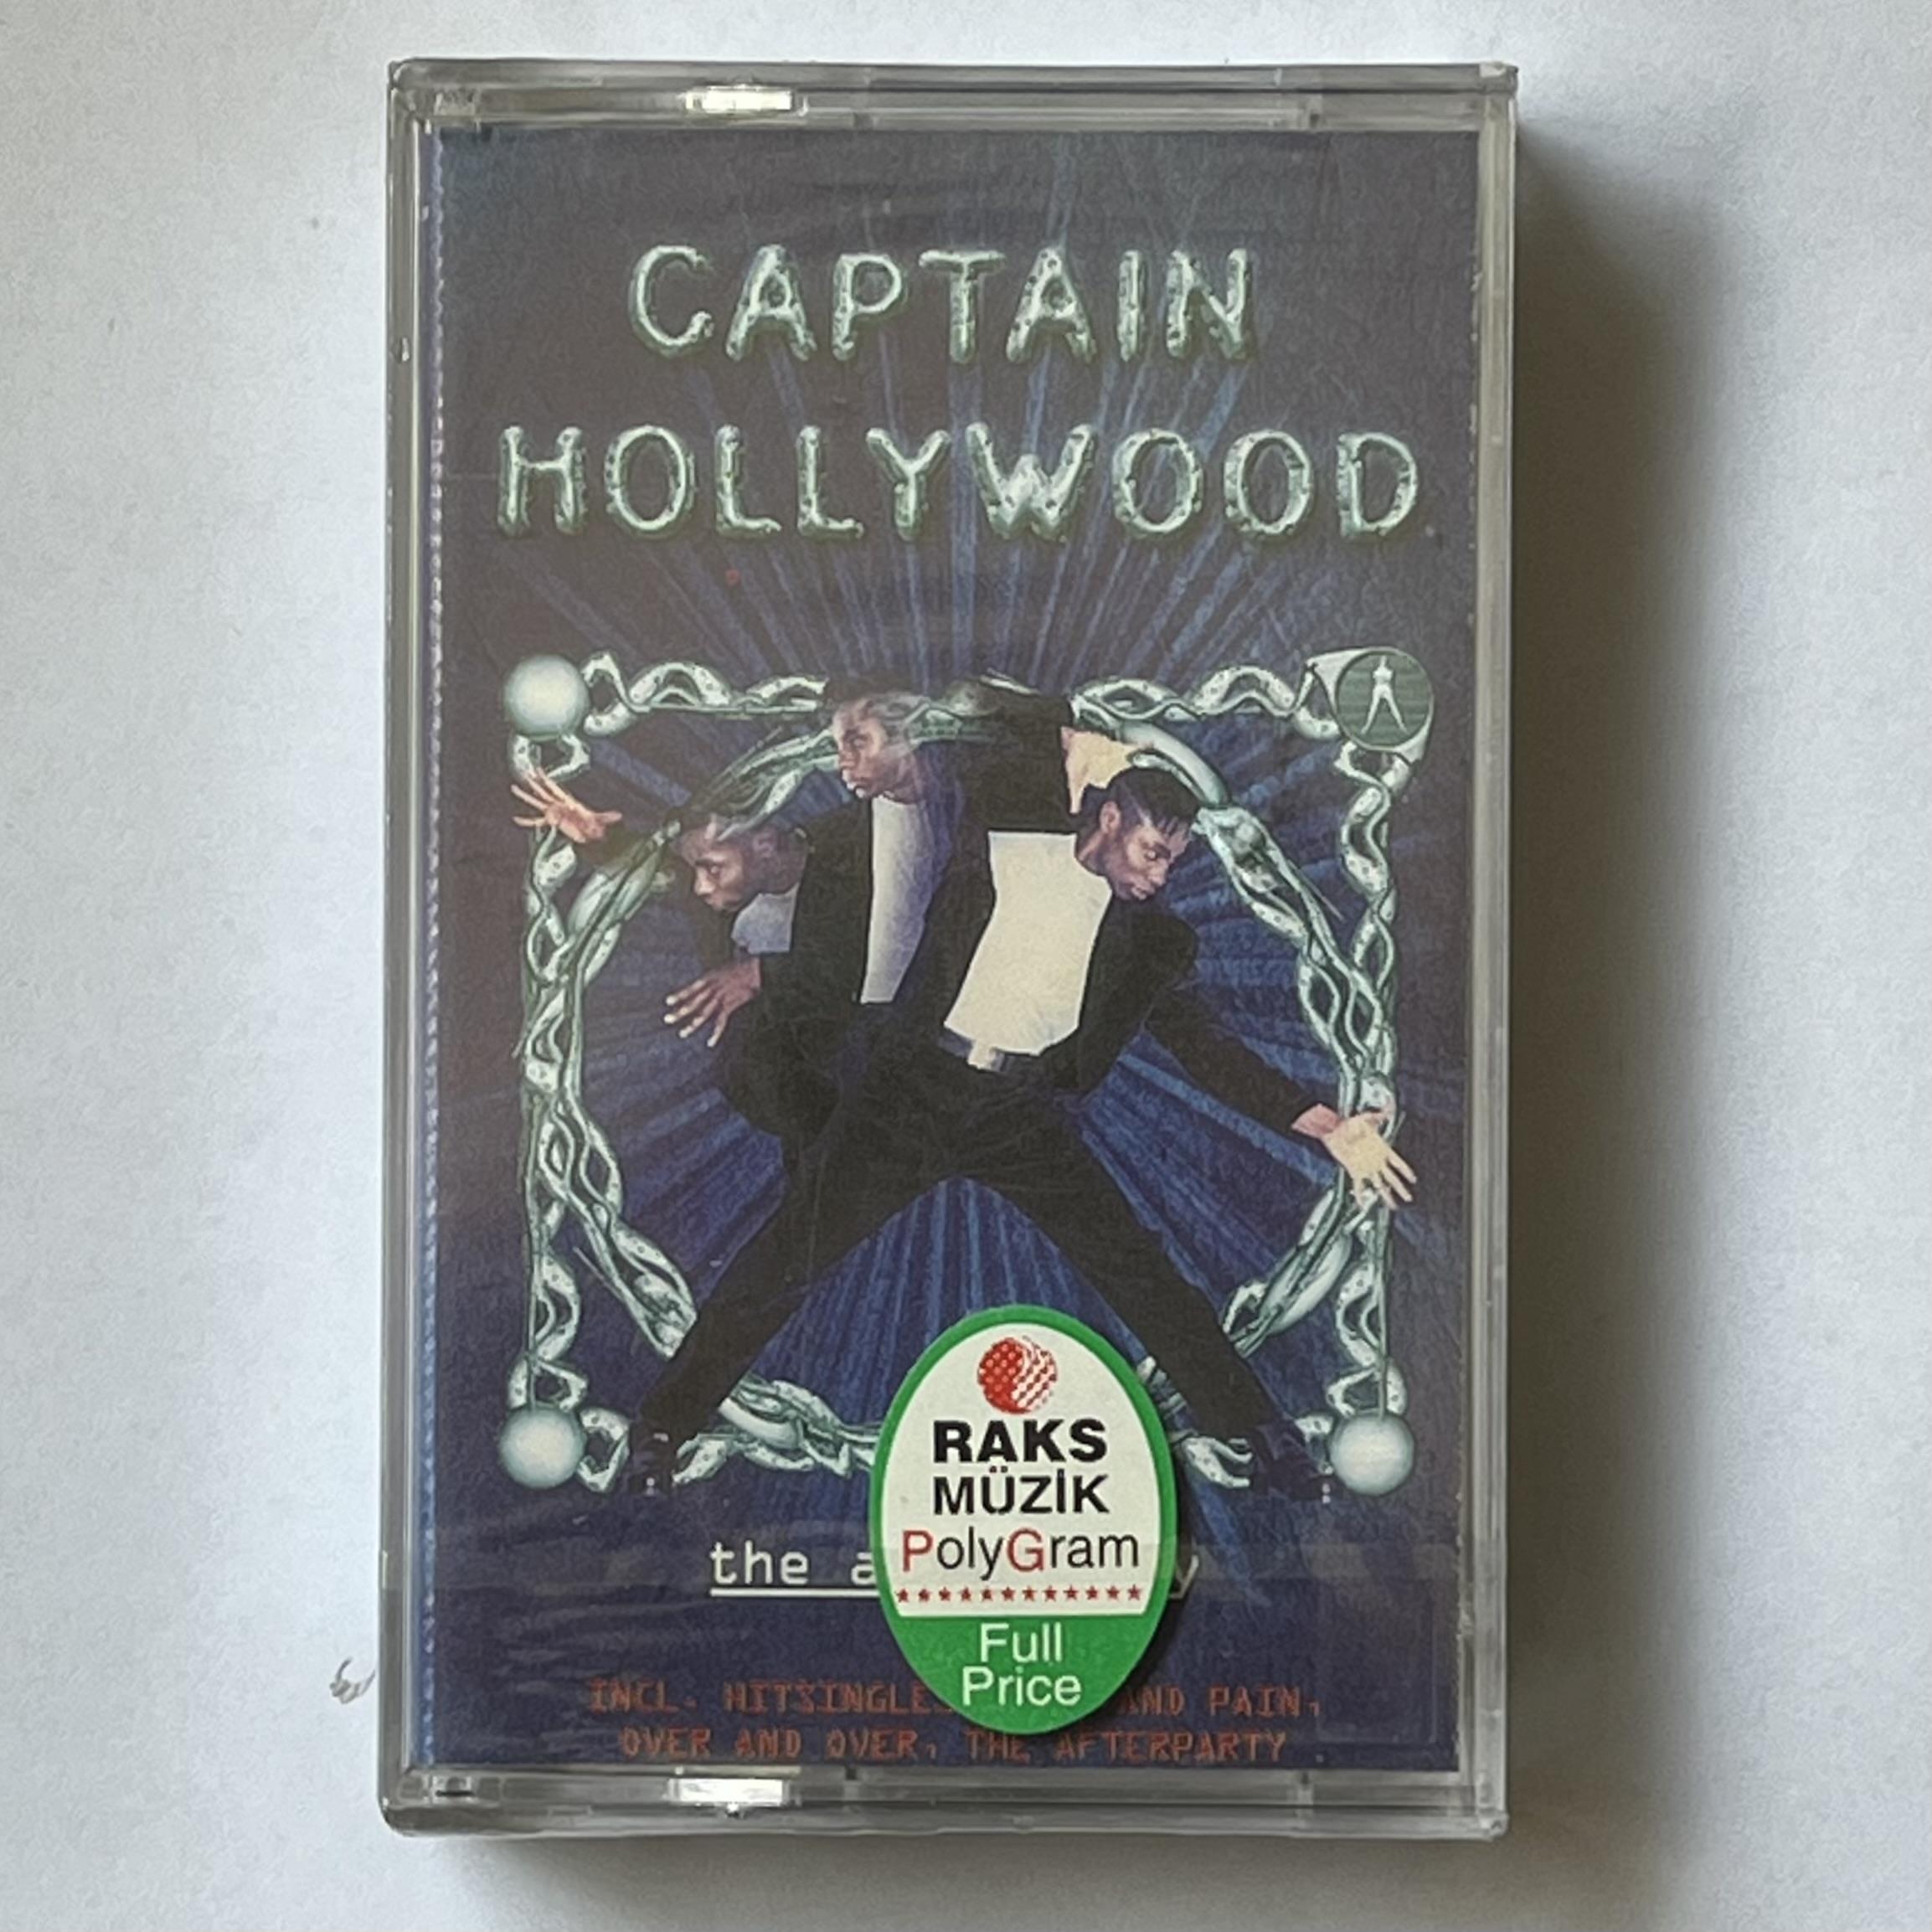 CAPTAIN
HOLLYWOOD
the a y
RAKS
MÜZİK
PolyGram
Full
Price
INCL. HITSINGLE AND PAIN,
OVER AND OVER, THE AFTERPARTY